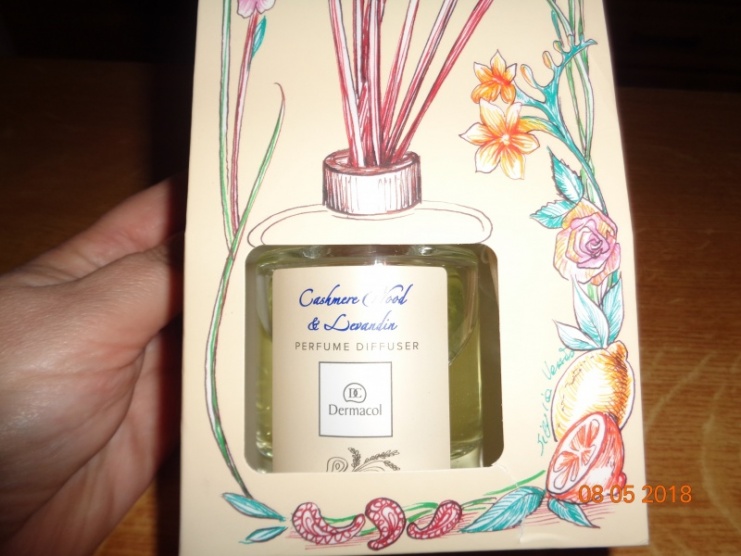 Cashmere Wood
& Levandin
PERFUME DIFFUSER
DC
Dermacol
08 05 2018